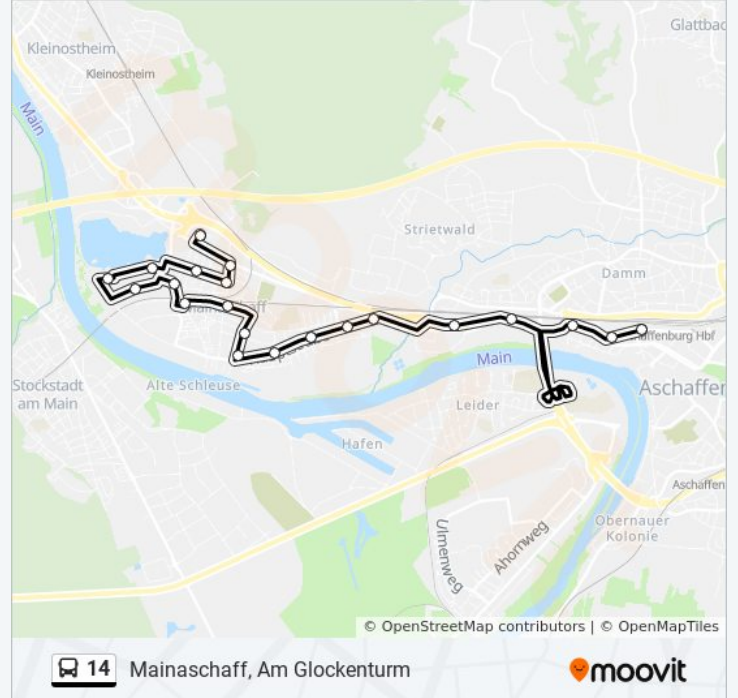 Glattbac
Kleinostheim
Kleinostheim
Main
Strietwald
Damm
Main
Stockstadt
am Main
Alte Schleuse
Leider
Aschaffen
Hafen
Aschaffen
Obernauer
Kolonie
Ulmenweg
Ahornweg
© OpenStreetMap contributors | © OpenMapTiles
14 Mainaschaff, Am Glockenturm
moovit